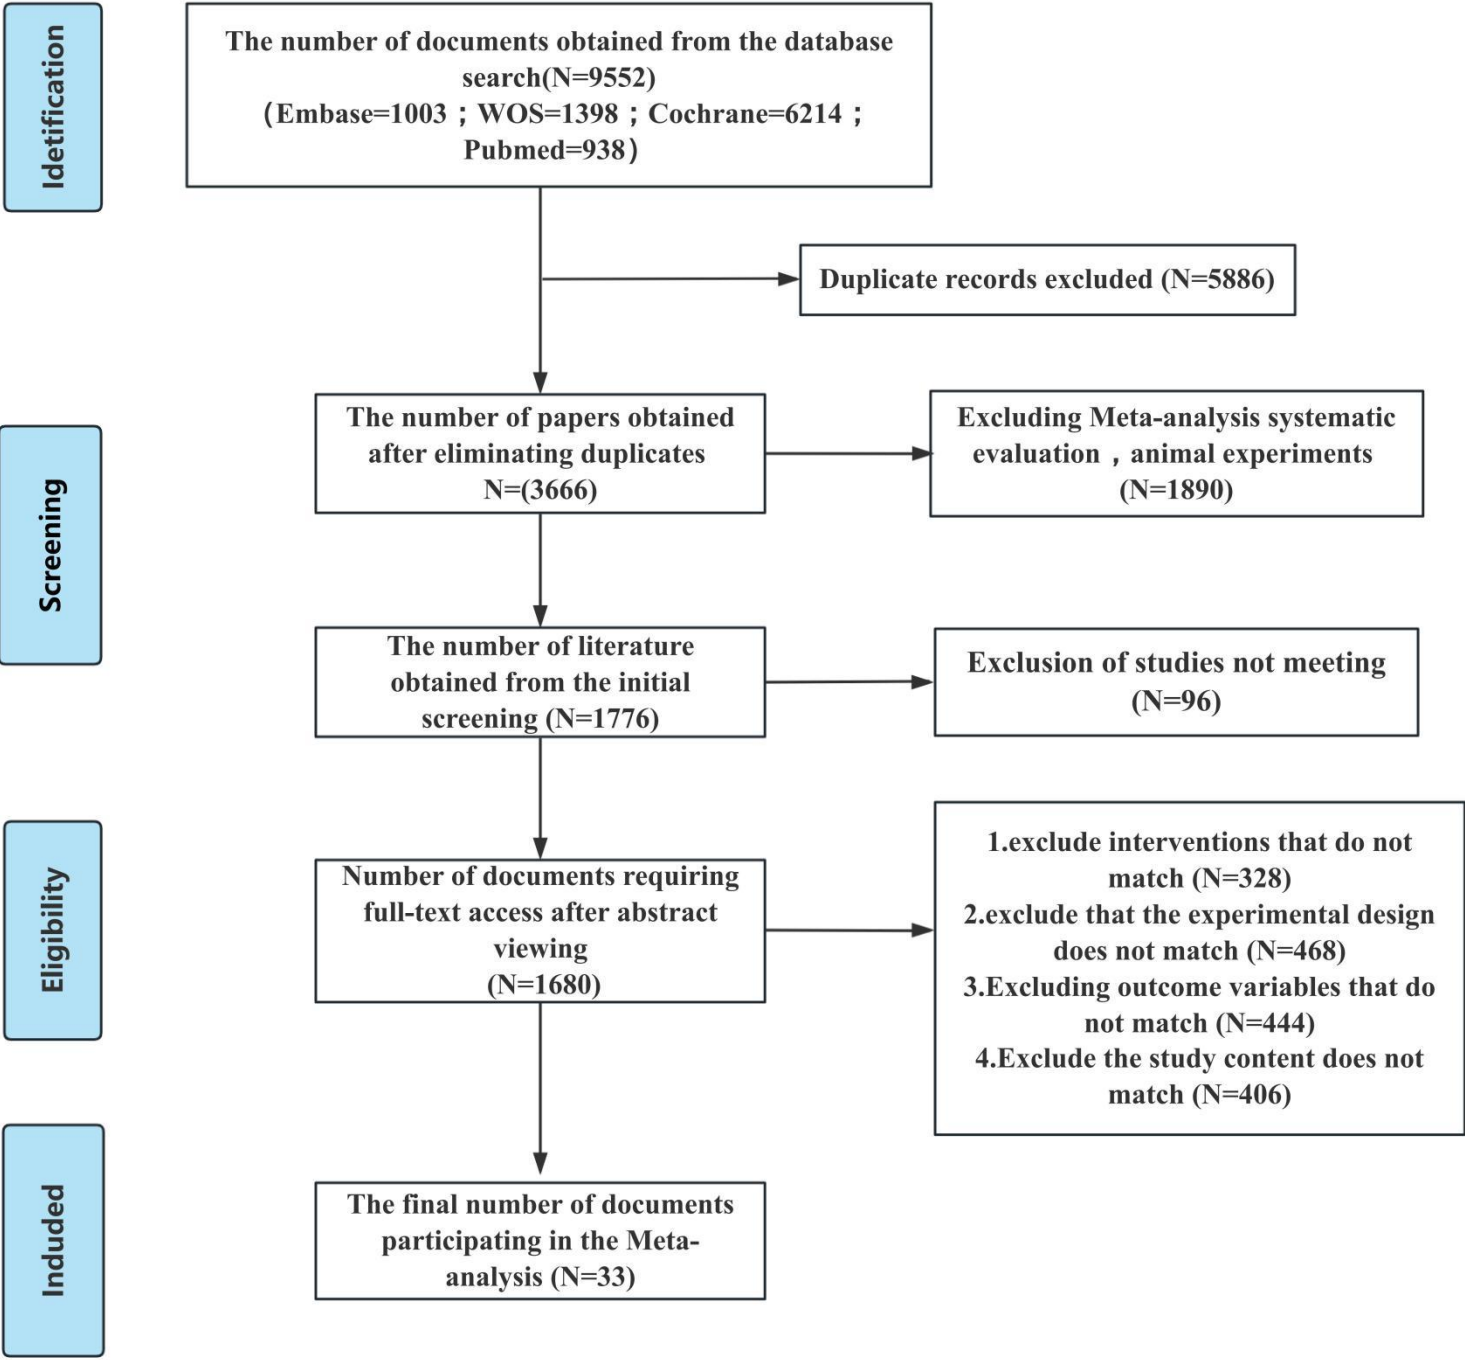 Idetification
The number of documents obtained from the database
search(N=9552)
（Embase=1003；WOS=1398；Cochrane=6214；
Pubmed=938）
Duplicate records excluded (N=5886)
Screening
The number of papers obtained
after eliminating duplicates
N=(3666)
Excluding Meta-analysis systematic
evaluation，animal experiments
(N=1890)
The number of literature
obtained from the initial
screening (N=1776)
Exclusion of studies not meeting
(N=96)
Eligibility
Number of documents requiring
full-text access after abstract
viewing
(N=1680)
1.exclude interventions that do not
match (N=328)
2.exclude that the experimental design
does not match (N=468)
3.Excluding outcome variables that do
not match (N=444)
4.Exclude the study content does not
match (N=406)
Induded
The final number of documents
participating in the Meta-
analysis (N=33)